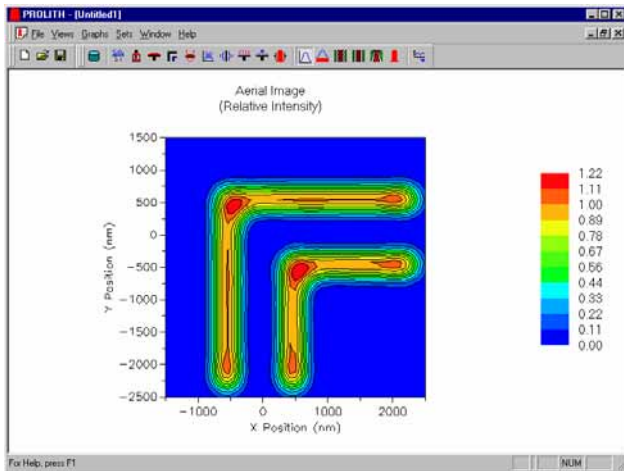 PROLITH - [Untitled1]
File Views Graphs Sets Window Help
Aerial Image
(Relative Intensity)
1500
1000
500
0
-500
-1000
-1500
-2000
-2500
Y Position (nm)
-1000 0 1000 2000
X Position (nm)
1.22
1.11
1.00
0.89
0.78
0.67
0.56
0.44
0.33
0.22
0.11
0.00
For Help, press F1
NUM